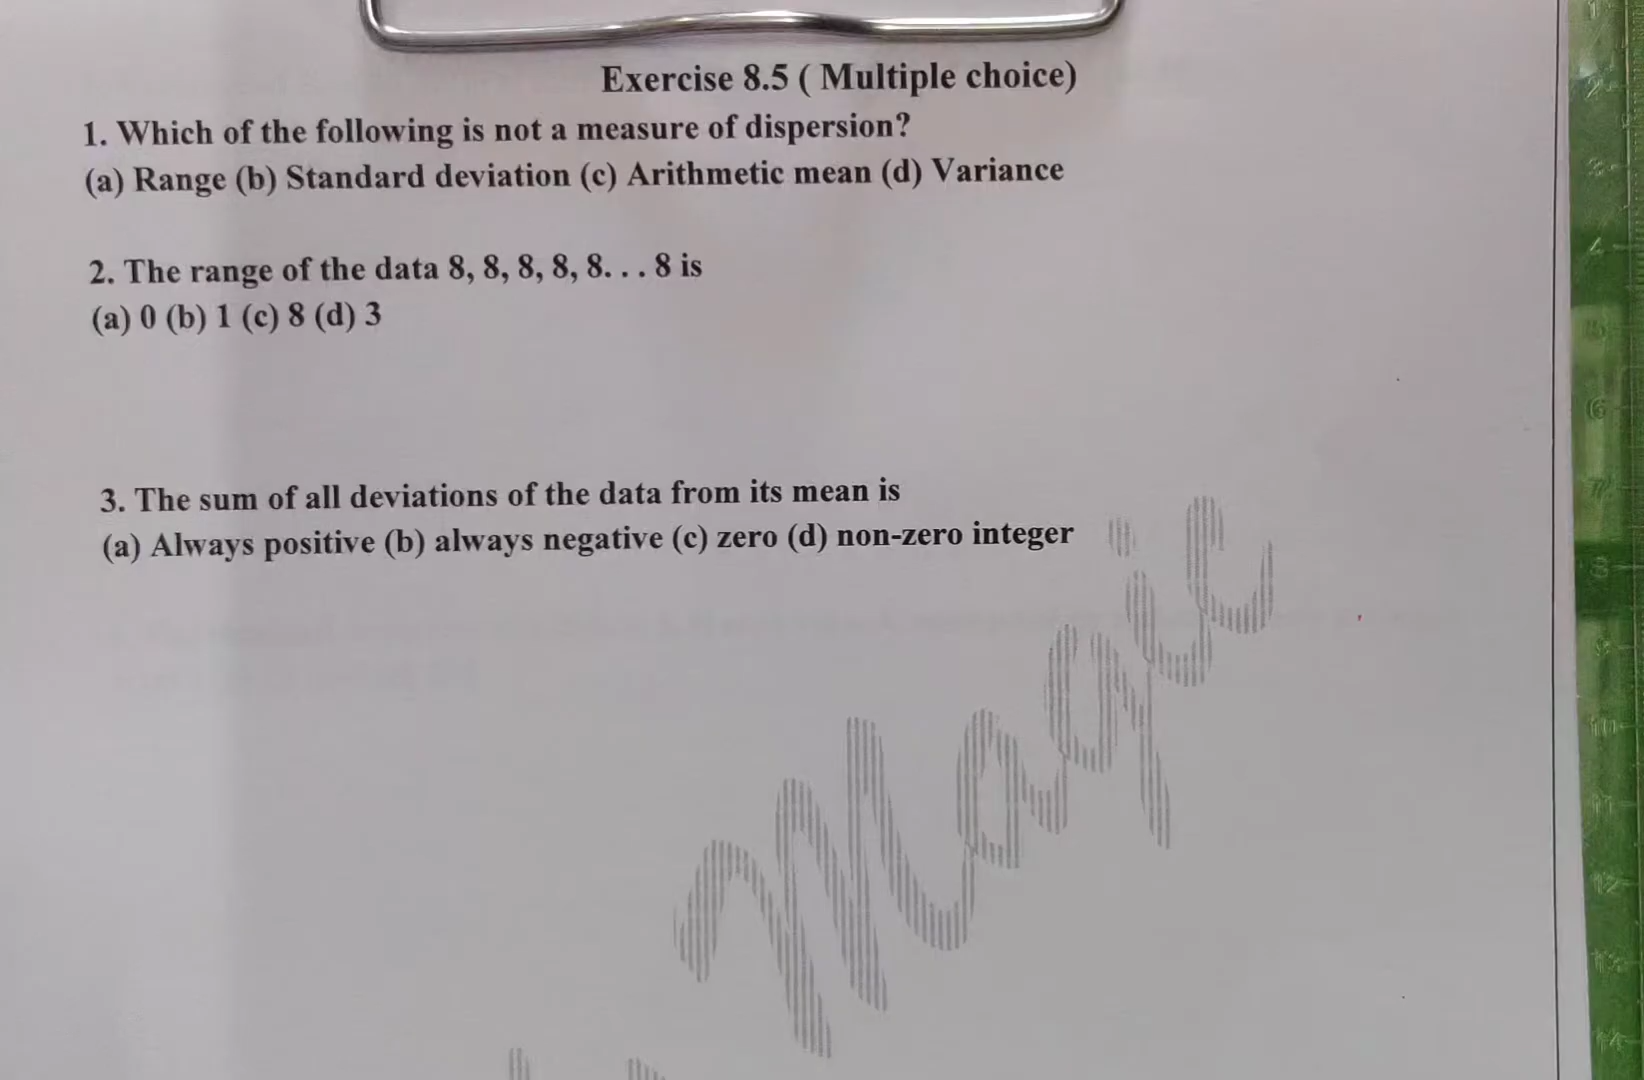 Exercise 8.5 ( Multiple choice)
1. Which of the following is not a measure of dispersion?
(a) Range (b) Standard deviation (c) Arithmetic mean (d) Variance
2. The range of the data 8, 8, 8, 8, 8. . . 8 is
(a) 0 (b) 1 (c) 8 (d) 3
3. The sum of all deviations of the data from its mean is
(a) Always positive (b) always negative (c) zero (d) non-zero integer
Magic